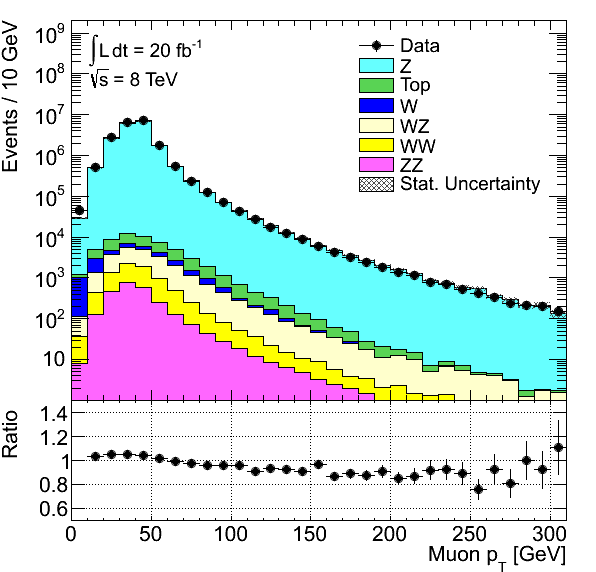 Events / 10 GeV
10⁹
10⁸
10⁷
10⁶
10⁵
10⁴
10³
10²
10
∫L dt = 20 fb⁻¹
√s = 8 TeV
Data
Z
Top
W
WZ
WW
ZZ
Stat. Uncertainty
Ratio
1.4
1.2
1
0.8
0.6
0 50 100 150 200 250 300
Muon p_T [GeV]